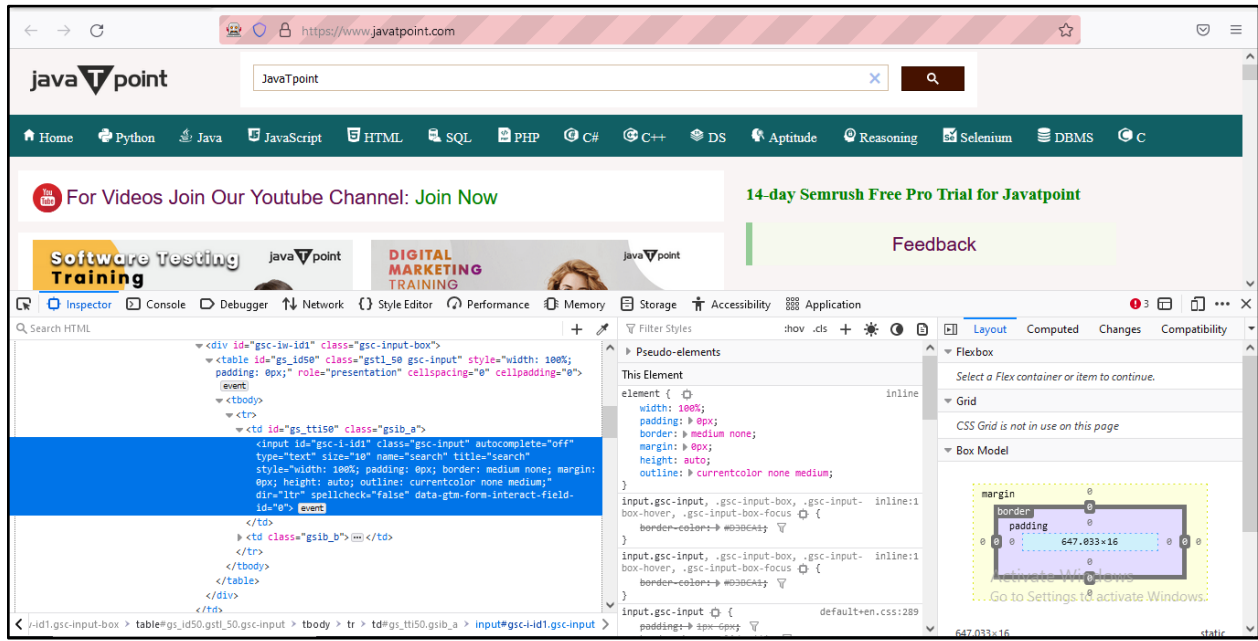 https://www.javatpoint.com
javaTpoint
JavaTpoint
Home Python Java JavaScript HTML SQL PHP C# C++ DS Aptitude Reasoning Selenium DBMS C
You Tube For Videos Join Our Youtube Channel: Join Now
14-day Semrush Free Pro Trial for Javatpoint
Feedback
Software Testing
Training
javaTpoint
DIGITAL
MARKETING
TRAINING
javaTpoint
Inspector Console Debugger Network Style Editor Performance Memory Storage Accessibility Application 3
Search HTML
<div id="gsc-iw-id1" class="gsc-input-box">
<table id="gs_id50" class="gstl_50 gsc-input" style="width: 100%;
padding: 0px;" role="presentation" cellspacing="0" cellpadding="0">
event
<tbody>
<tr>
<td id="gs_tti50" class="gsib_a">
<input id="gsc-i-id1" class="gsc-input" autocomplete="off"
type="text" size="10" name="search" title="search"
style="width: 100%; padding: 0px; border: medium none; margin:
0px; height: auto; outline: currentcolor none medium;"
dir="ltr" spellcheck="false" data-gtm-form-interact-field-
id="0"> event
</td>
<td class="gsib_b"> </td>
</tr>
</tbody>
</table>
</div>
</td>
-id1.gsc-input-box > table#gs_id50.gstl_50.gsc-input > tbody > tr > td#gs_tti50.gsib_a > input#gsc-i-id1.gsc-input
Filter Styles :hov .cls
Pseudo-elements
This Element
element { inline
width: 100%;
padding: 0px;
border: medium none;
margin: 0px;
height: auto;
outline: currentcolor none medium;
}
input.gsc-input, .gsc-input-box, .gsc-input- inline:1
box-hover, .gsc-input-box-focus {
border-color: #D3BCA1;
}
input.gsc-input, .gsc-input-box, .gsc-input- inline:1
box-hover, .gsc-input-box-focus {
border-color: #D3BCA1;
}
input.gsc-input { default+en.css:289
padding: 1px 6px;
Layout Computed Changes Compatibility
Flexbox
Select a Flex container or item to continue.
Grid
CSS Grid is not in use on this page
Box Model
margin 0
border 0
padding 0
0 0 0 647.033×16 0 0 0
0
0
0
Activate Windows
Go to Settings to activate Windows.
647.033×16 static